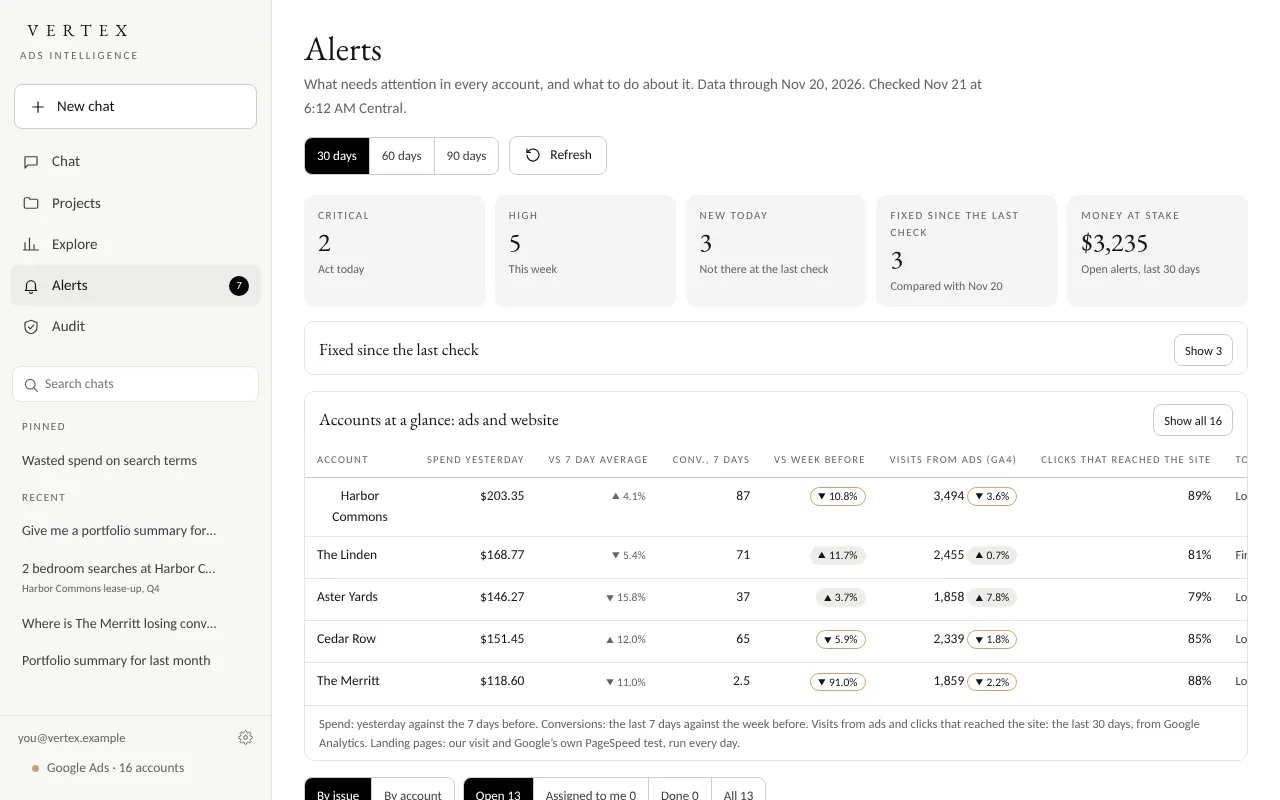 VERTEX
ADS INTELLIGENCE
New chat
Chat
Projects
Explore
Alerts 7
Audit
Search chats
PINNED
Wasted spend on search terms
RECENT
Give me a portfolio summary for...
2 bedroom searches at Harbor C...
Harbor Commons lease-up, Q4
Where is The Merritt losing conv...
Portfolio summary for last month
you@vertex.example
Google Ads · 16 accounts
Alerts
What needs attention in every account, and what to do about it. Data through Nov 20, 2026. Checked Nov 21 at
6:12 AM Central.
30 days 60 days 90 days Refresh
CRITICAL
2
Act today
HIGH
5
This week
NEW TODAY
3
Not there at the last check
FIXED SINCE THE LAST
CHECK
3
Compared with Nov 20
MONEY AT STAKE
$3,235
Open alerts, last 30 days
Fixed since the last check Show 3
Accounts at a glance: ads and website Show all 16
ACCOUNT SPEND YESTERDAY VS 7 DAY AVERAGE CONV., 7 DAYS VS WEEK BEFORE VISITS FROM ADS (GA4) CLICKS THAT REACHED THE SITE TO
Harbor
Commons $203.35 ▲ 4.1% 87 ▼ 10.8% 3,494 ▼ 3.6% 89% Lo
The Linden $168.77 ▼ 5.4% 71 ▲ 11.7% 2,455 ▲ 0.7% 81% Fir
Aster Yards $146.27 ▼ 15.8% 37 ▲ 3.7% 1,858 ▲ 7.8% 79% Lo
Cedar Row $151.45 ▲ 12.0% 65 ▼ 5.9% 2,339 ▼ 1.8% 85% Lo
The Merritt $118.60 ▼ 11.0% 2.5 ▼ 91.0% 1,859 ▼ 2.2% 88% Lo
Spend: yesterday against the 7 days before. Conversions: the last 7 days against the week before. Visits from ads and clicks that reached the site: the last 30 days, from Google
Analytics. Landing pages: our visit and Google's own PageSpeed test, run every day.
By issue By account Open 13 Assigned to me 0 Done 0 All 13